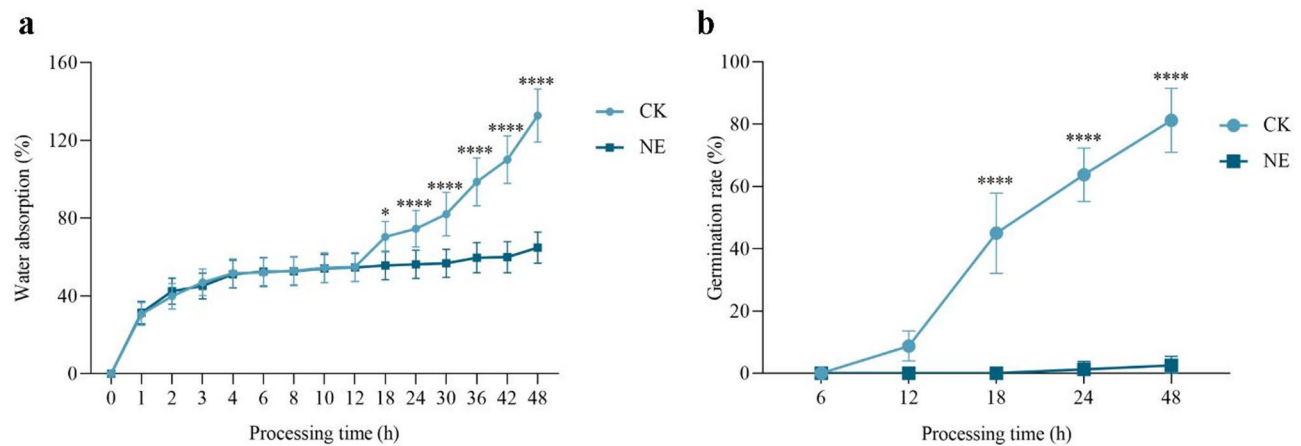 a
Water absorption (%)
160
120
80
40
0
* **** **** **** **** ****
0 1 2 3 4 6 8 10 12 18 24 30 36 42 48
Processing time (h)
CK
NE
b
Germination rate (%)
100
80
60
40
20
0
**** **** ****
6 12 18 24 48
Processing time (h)
CK
NE